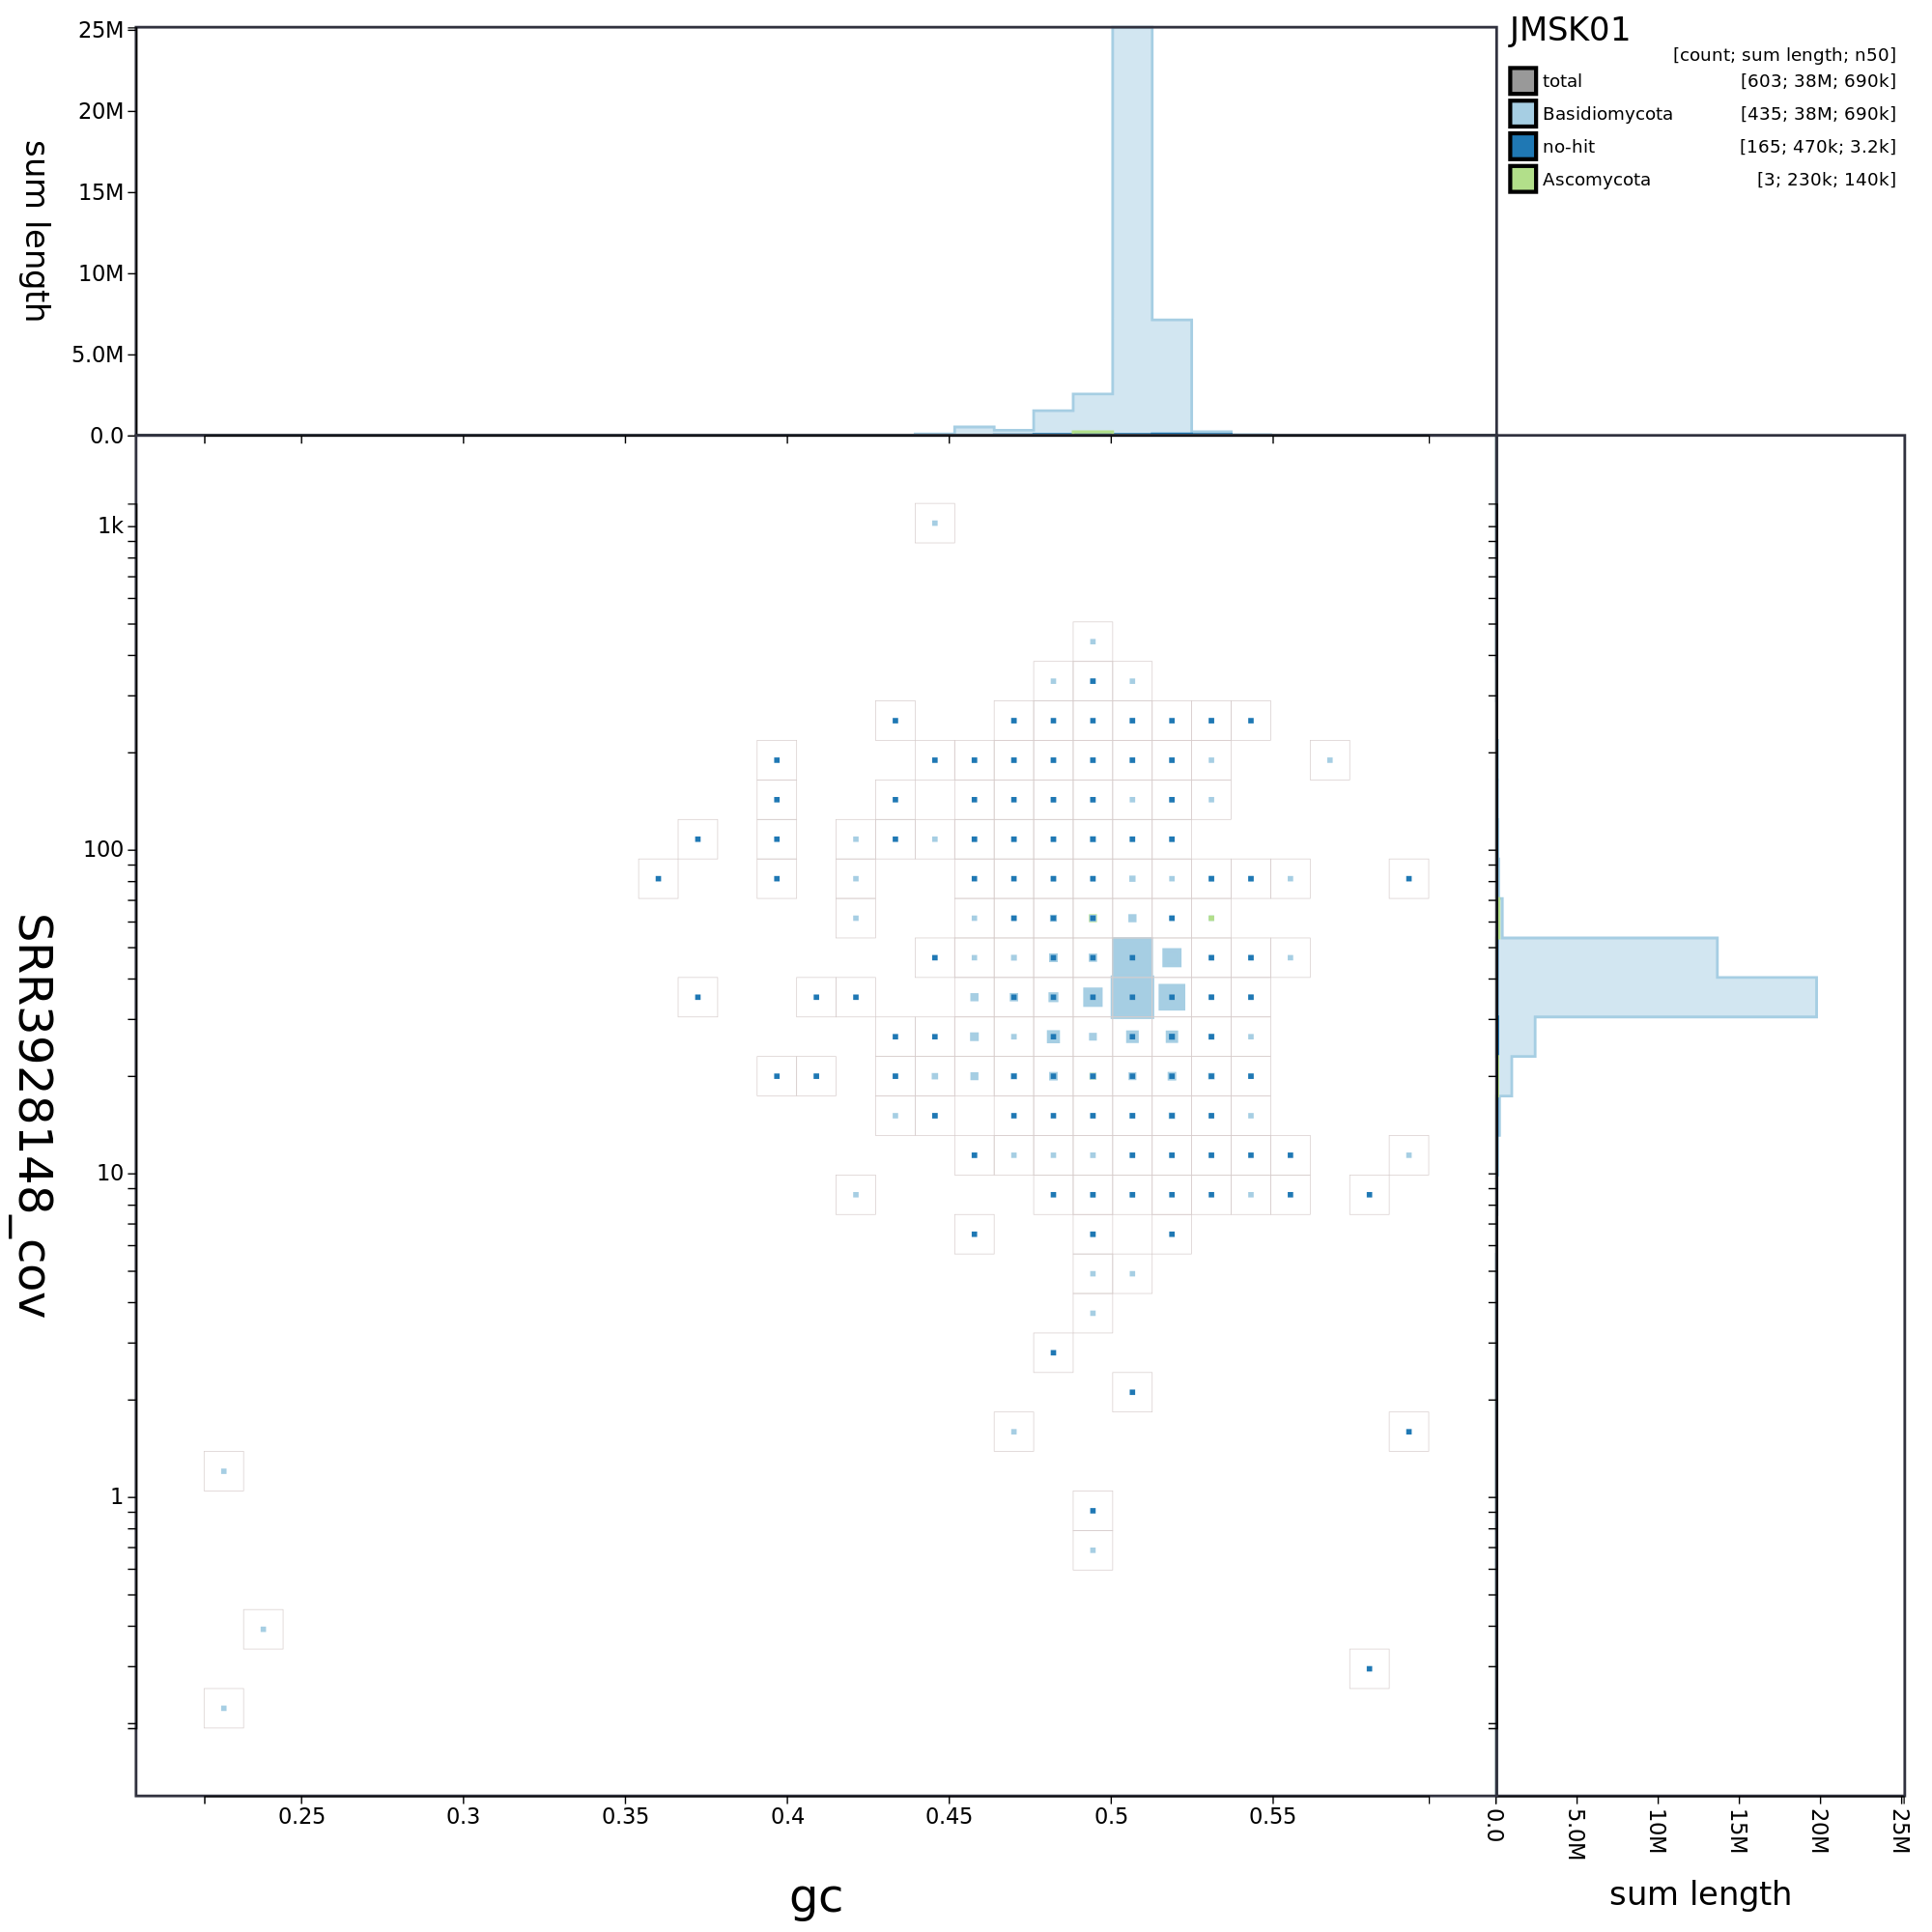 JMSK01
[count; sum length; n50]
total [603; 38M; 690k]
Basidiomycota [435; 38M; 690k]
no-hit [165; 470k; 3.2k]
Ascomycota [3; 230k; 140k]
sum length
25M
20M
15M
10M
5.0M
0.0
SRR3928148_cov
1k
100
10
1
0.25 0.3 0.35 0.4 0.45 0.5 0.55
gc
0.0 5.0M 10M 15M 20M 25M
sum length